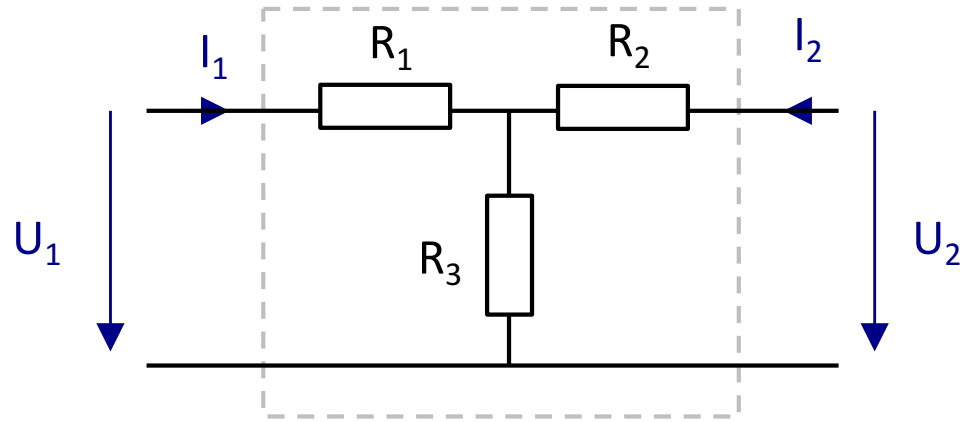 I₁
R₁
R₂
I₂
U₁
R₃
U₂